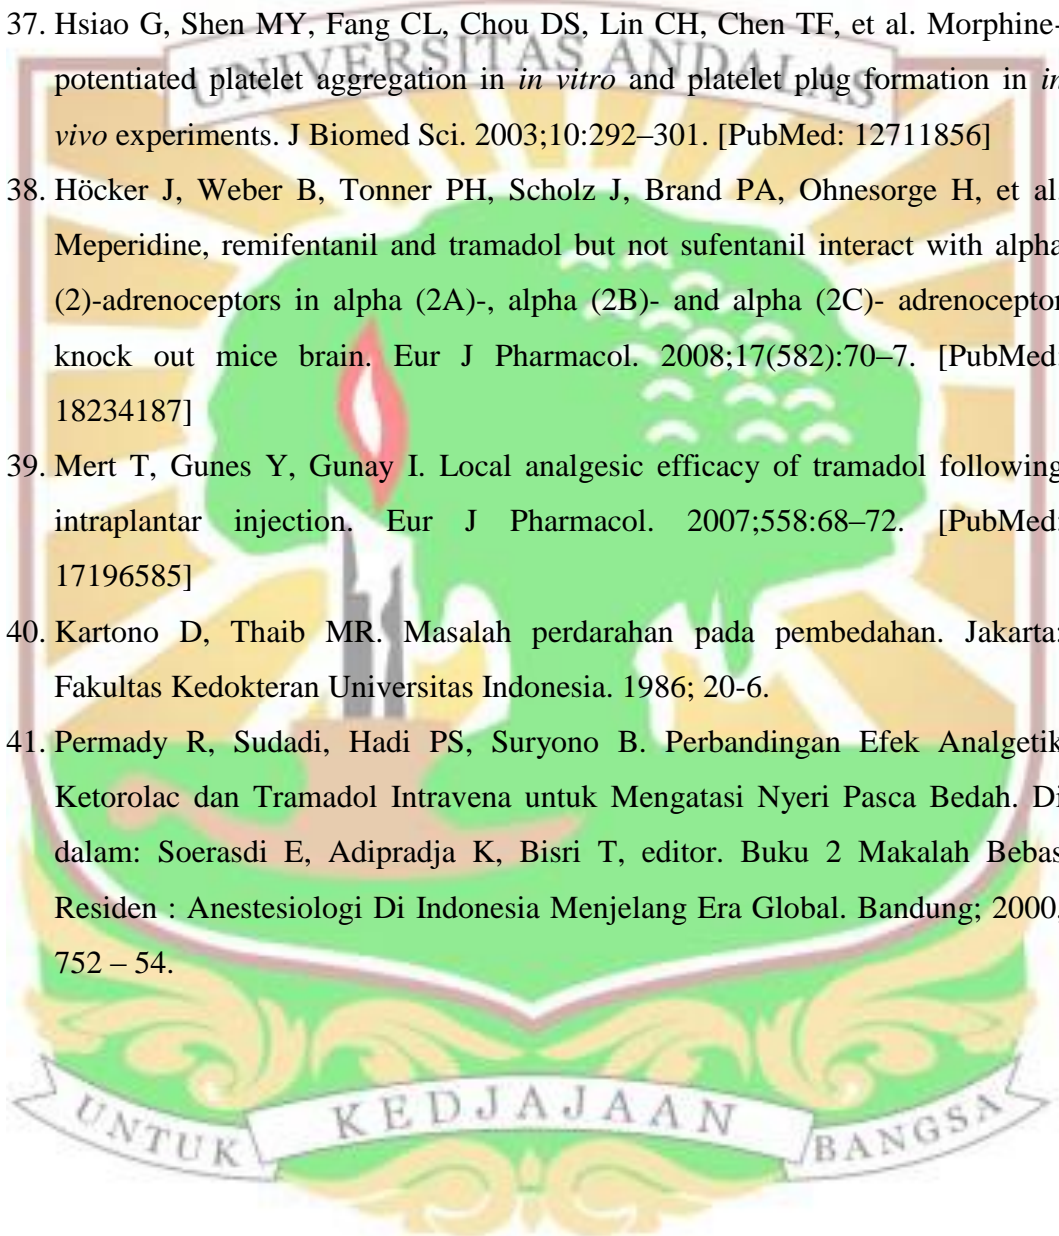 37. Hsiao G, Shen MY, Fang CL, Chou DS, Lin CH, Chen TF, et al. Morphine-
UNIVERSITAS ANDALAS
potentiated platelet aggregation in in vitro and platelet plug formation in in
vivo experiments. J Biomed Sci. 2003;10:292–301. [PubMed: 12711856]
38. Höcker J, Weber B, Tonner PH, Scholz J, Brand PA, Ohnesorge H, et al.
Meperidine, remifentanil and tramadol but not sufentanil interact with alpha
(2)-adrenoceptors in alpha (2A)-, alpha (2B)- and alpha (2C)- adrenoceptor
knock out mice brain. Eur J Pharmacol. 2008;17(582):70–7. [PubMed:
18234187]
39. Mert T, Gunes Y, Gunay I. Local analgesic efficacy of tramadol following
intraplantar injection. Eur J Pharmacol. 2007;558:68–72. [PubMed:
17196585]
40. Kartono D, Thaib MR. Masalah perdarahan pada pembedahan. Jakarta:
Fakultas Kedokteran Universitas Indonesia. 1986; 20-6.
41. Permady R, Sudadi, Hadi PS, Suryono B. Perbandingan Efek Analgetik
Ketorolac dan Tramadol Intravena untuk Mengatasi Nyeri Pasca Bedah. Di
dalam: Soerasdi E, Adipradja K, Bisri T, editor. Buku 2 Makalah Bebas
Residen : Anestesiologi Di Indonesia Menjelang Era Global. Bandung; 2000.
752 – 54.
UNTUK KEDJAJAAN BANGSA